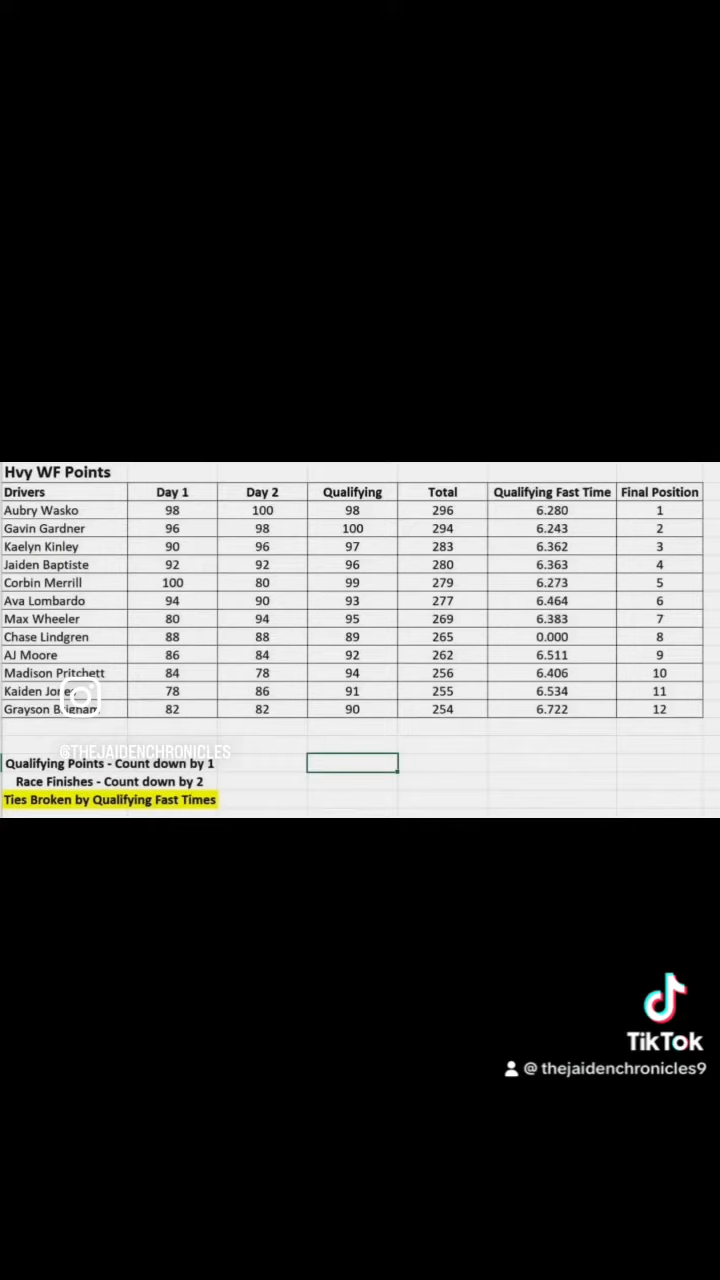 Hvy WF Points
Drivers Day 1 Day 2 Qualifying Total Qualifying Fast Time Final Position
Aubry Wasko 98 100 98 296 6.280 1
Gavin Gardner 96 98 100 294 6.243 2
Kaelyn Kinley 90 96 97 283 6.362 3
Jaiden Baptiste 92 92 96 280 6.363 4
Corbin Merrill 100 80 99 279 6.273 5
Ava Lombardo 94 90 93 277 6.464 6
Max Wheeler 80 94 95 269 6.383 7
Chase Lindgren 88 88 89 265 0.000 8
AJ Moore 86 84 92 262 6.511 9
Madison Pritchett 84 78 94 256 6.406 10
Kaiden 78 86 91 255 6.534 11
Grayson 82 82 90 254 6.722 12
@THEJAIDENCHRONICLES
Qualifying Points - Count down by 1
Race Finishes - Count down by 2
Ties Broken by Qualifying Fast Times
TikTok
@ thejaidenchronicles9